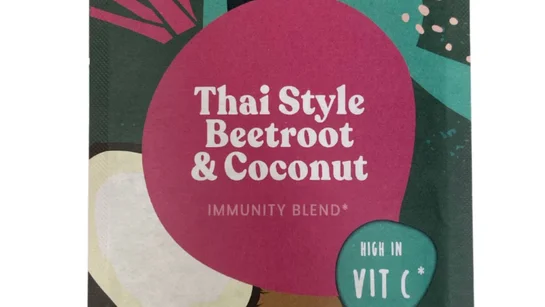 Thai Style
Beetroot
& Coconut
IMMUNITY BLEND*
HIGH IN
VIT C*